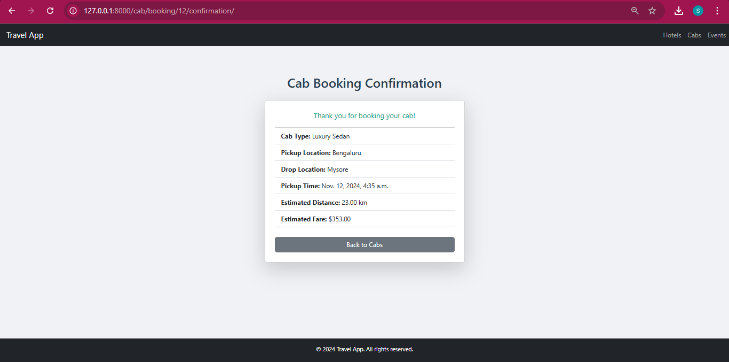 127.0.0.1:8000/cab/booking/12/confirmation/
S
Travel App
Hotels Cabs Events
Cab Booking Confirmation
Thank you for booking your cab!
Cab Type: Luxury Sedan
Pickup Location: Bengaluru
Drop Location: Mysore
Pickup Time: Nov. 12, 2024, 4:35 a.m.
Estimated Distance: 23.00 km
Estimated Fare: $353.00
Back to Cabs
© 2024 Travel App. All rights reserved.